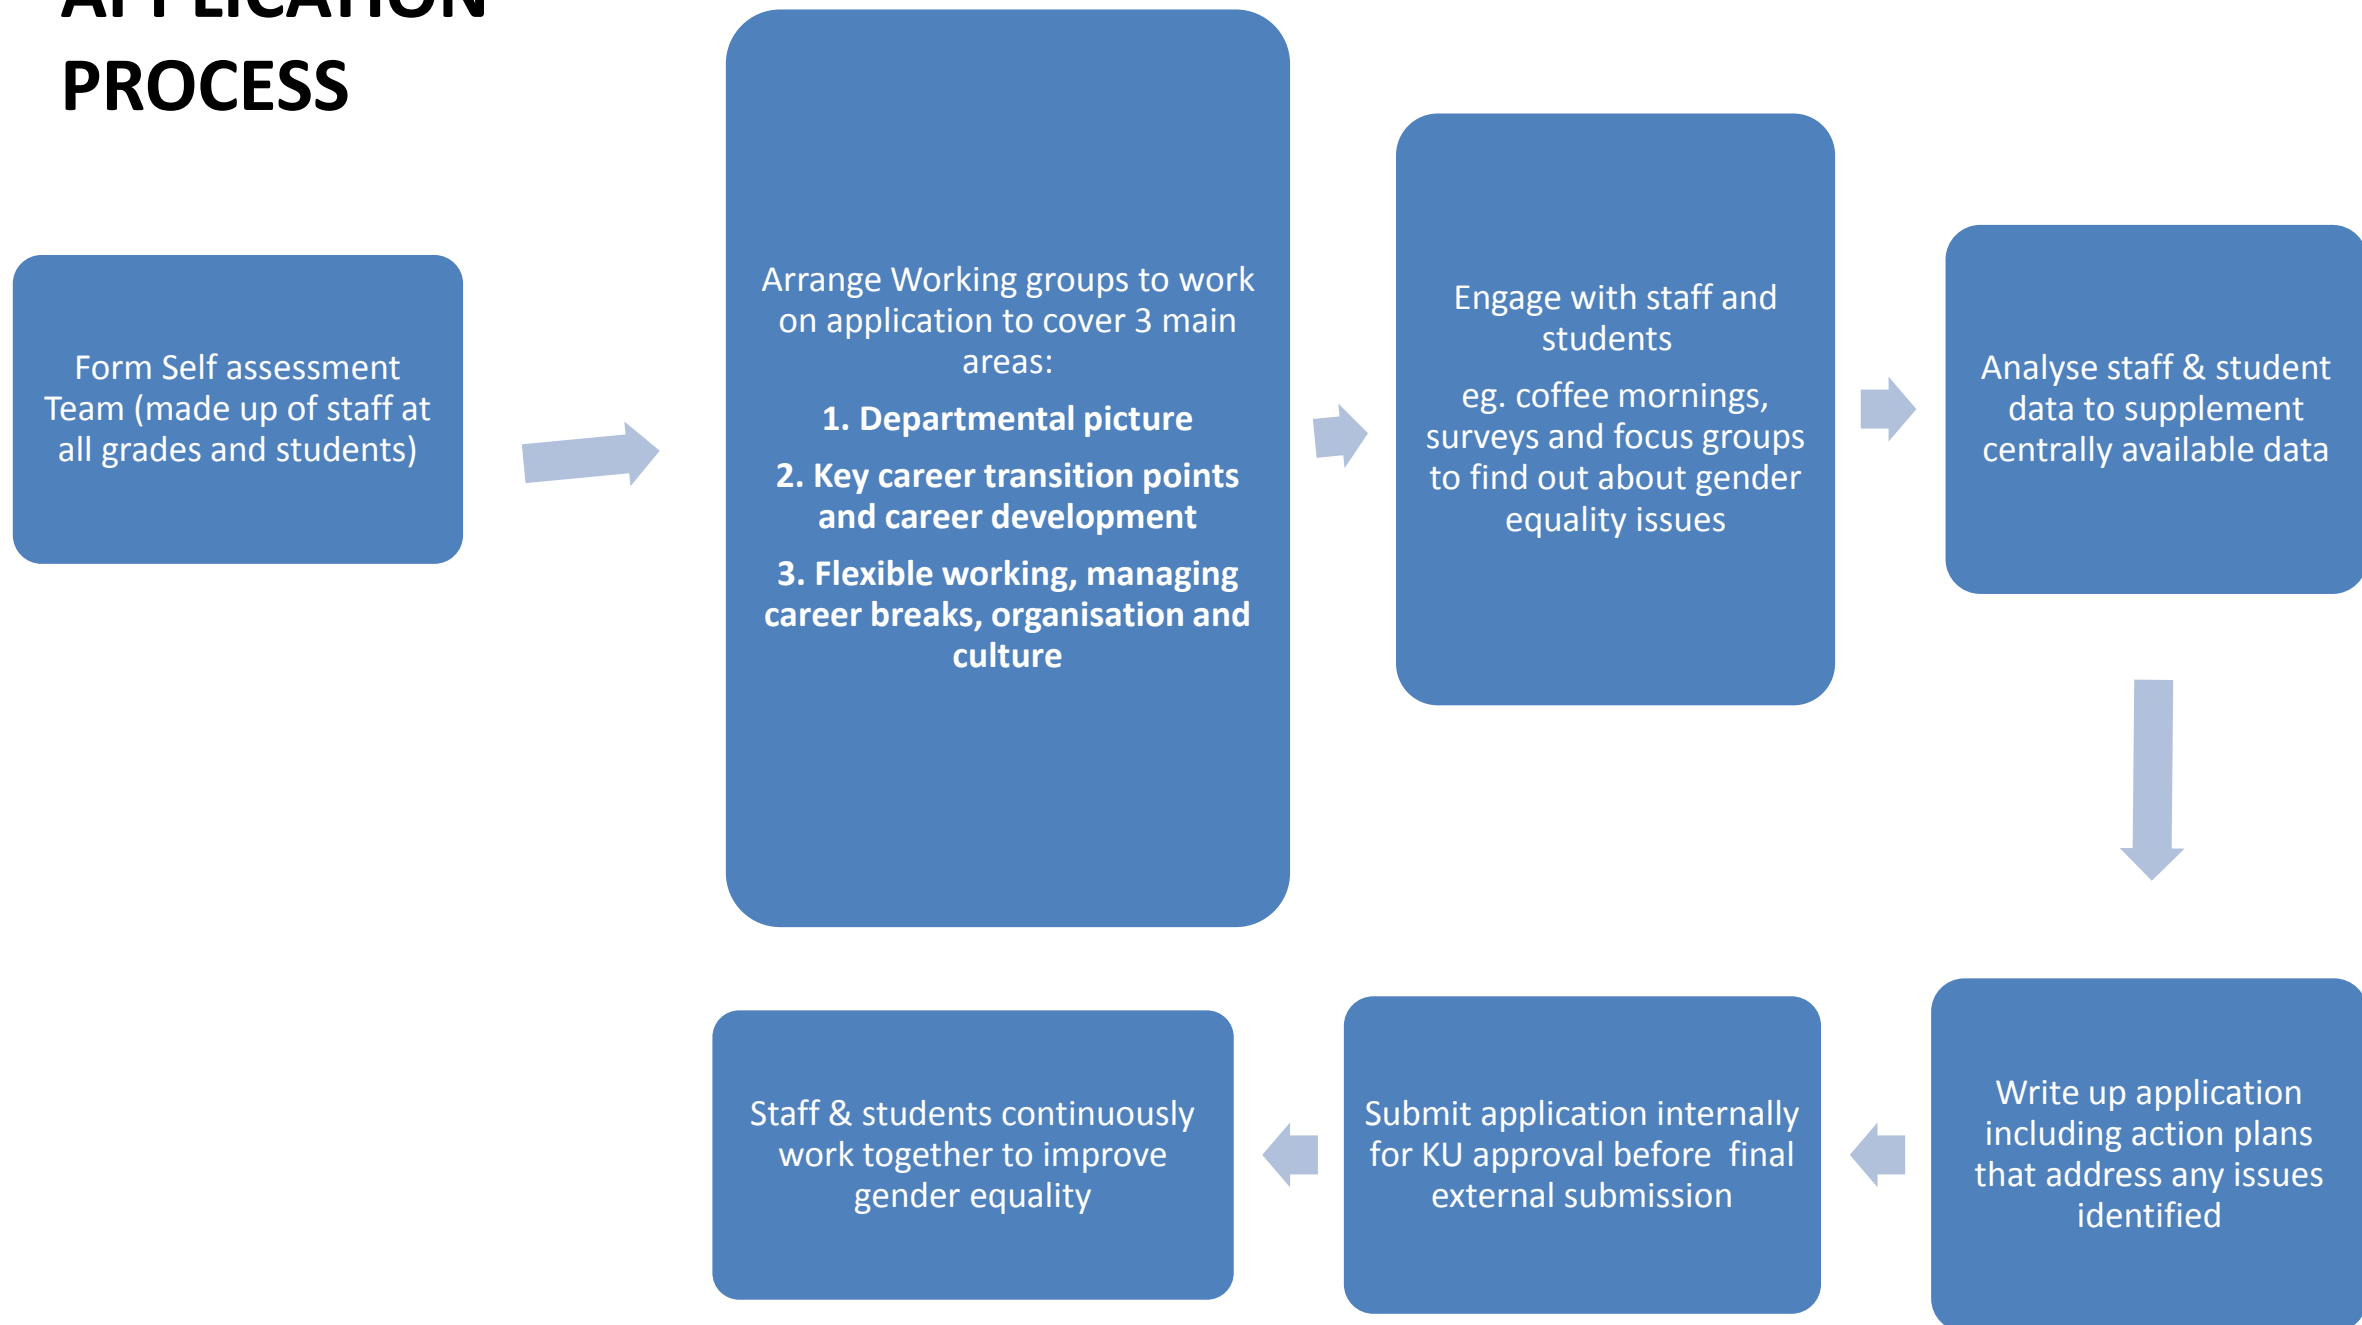 APPLICATION
PROCESS
Form Self assessment
Team (made up of staff at
all grades and students)
Arrange Working groups to work
on application to cover 3 main
areas:
1. Departmental picture
2. Key career transition points
and career development
3. Flexible working, managing
career breaks, organisation and
culture
Engage with staff and
students
eg. coffee mornings,
surveys and focus groups
to find out about gender
equality issues
Analyse staff & student
data to supplement
centrally available data
Write up application
including action plans
that address any issues
identified
Submit application internally
for KU approval before  final
external submission
Staff & students continuously
work together to improve
gender equality